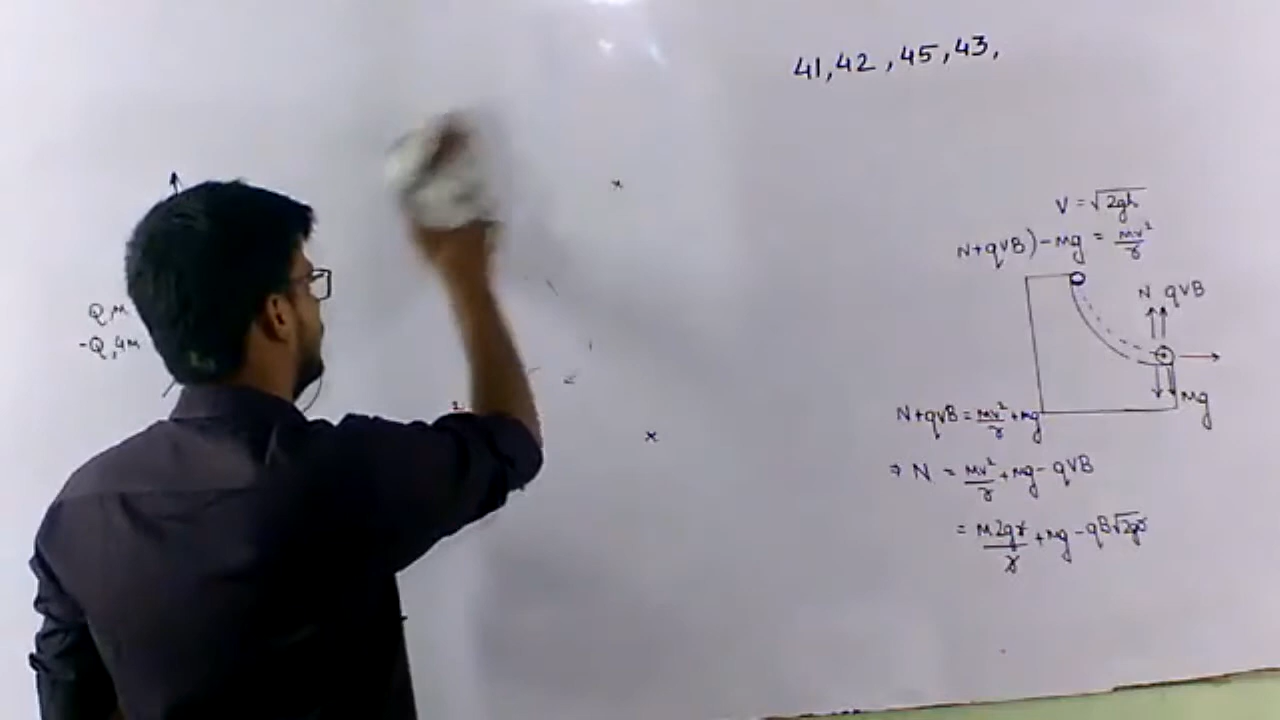 41,42,45,43,
V = √2gh
N+qVB)-Mg = Mv²/r
N qVB
Q,M
-Q,4M
Mg
N+qVB = Mv²/r + Mg
⇒ N = Mv²/r + Mg - qVB
= M2gr/r + Mg - qB√2gr